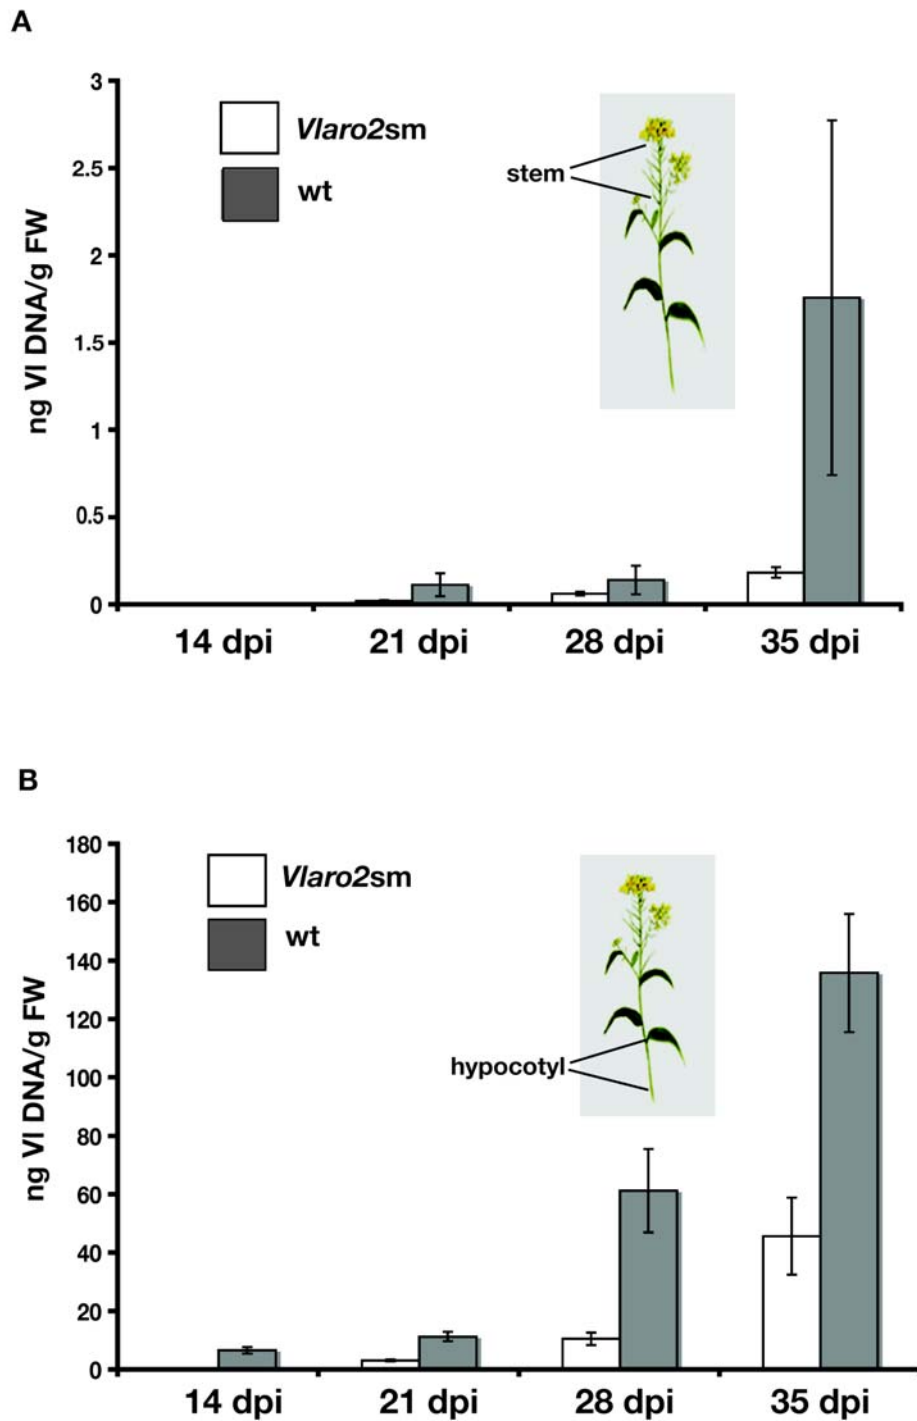 A
ng Vl DNA/g FW
3
2.5
2
1.5
1
0.5
0
Vlaro2sm
wt
stem
14 dpi 21 dpi 28 dpi 35 dpi
B
ng Vl DNA/g FW
180
160
140
120
100
80
60
40
20
0
Vlaro2sm
wt
hypocotyl
14 dpi 21 dpi 28 dpi 35 dpi